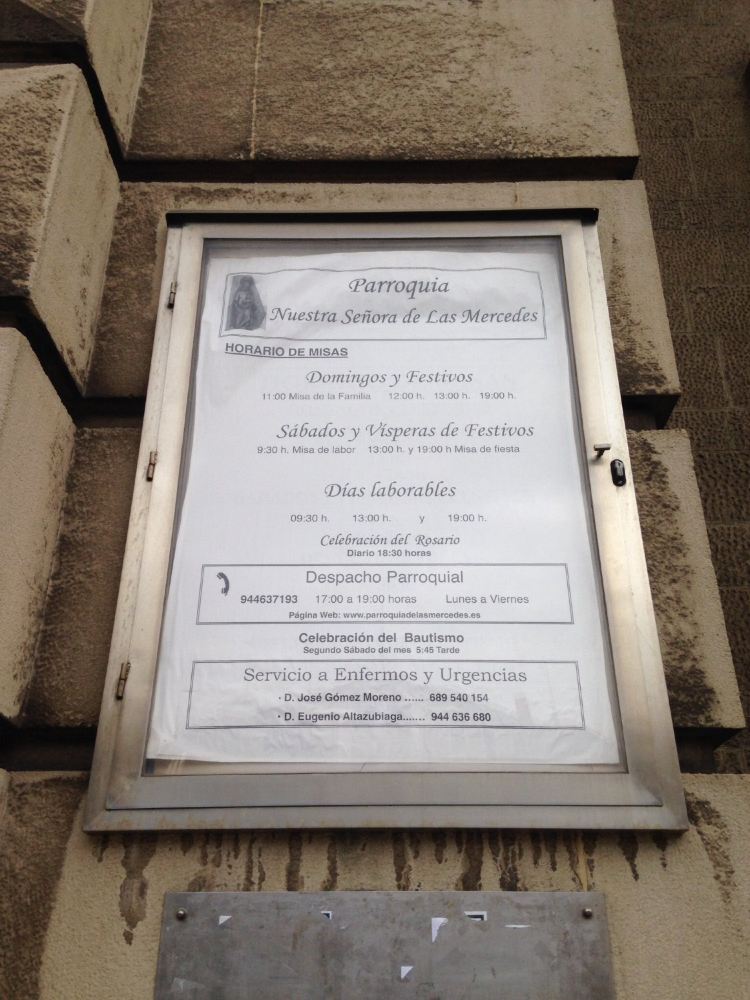 Parroquia
Nuestra Señora de Las Mercedes
HORARIO DE MISAS
Domingos y Festivos
11:00 Misa de la Familia 12:00 h. 13:00 h. 19:00 h.
Sábados y Vísperas de Festivos
9:30 h. Misa de labor 13:00 h. y 19:00 h Misa de fiesta
Días laborables
09:30 h. 13:00 h. y 19:00 h.
Celebración del Rosario
Diario 18:30 horas
Despacho Parroquial
944637193 17:00 a 19:00 horas Lunes a Viernes
Página Web: www.parroquiadelasmercedes.es
Celebración del Bautismo
Segundo Sábado del mes 5:45 Tarde
Servicio a Enfermos y Urgencias
· D. José Gómez Moreno ...... 689 540 154
· D. Eugenio Altazubiaga....... 944 636 680